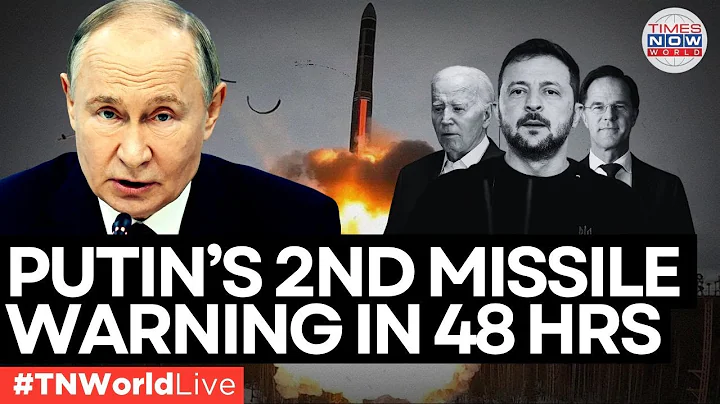 TIMES
NOW
WORLD
PUTIN'S 2ND MISSILE
WARNING IN 48 HRS
#TNWorldLive